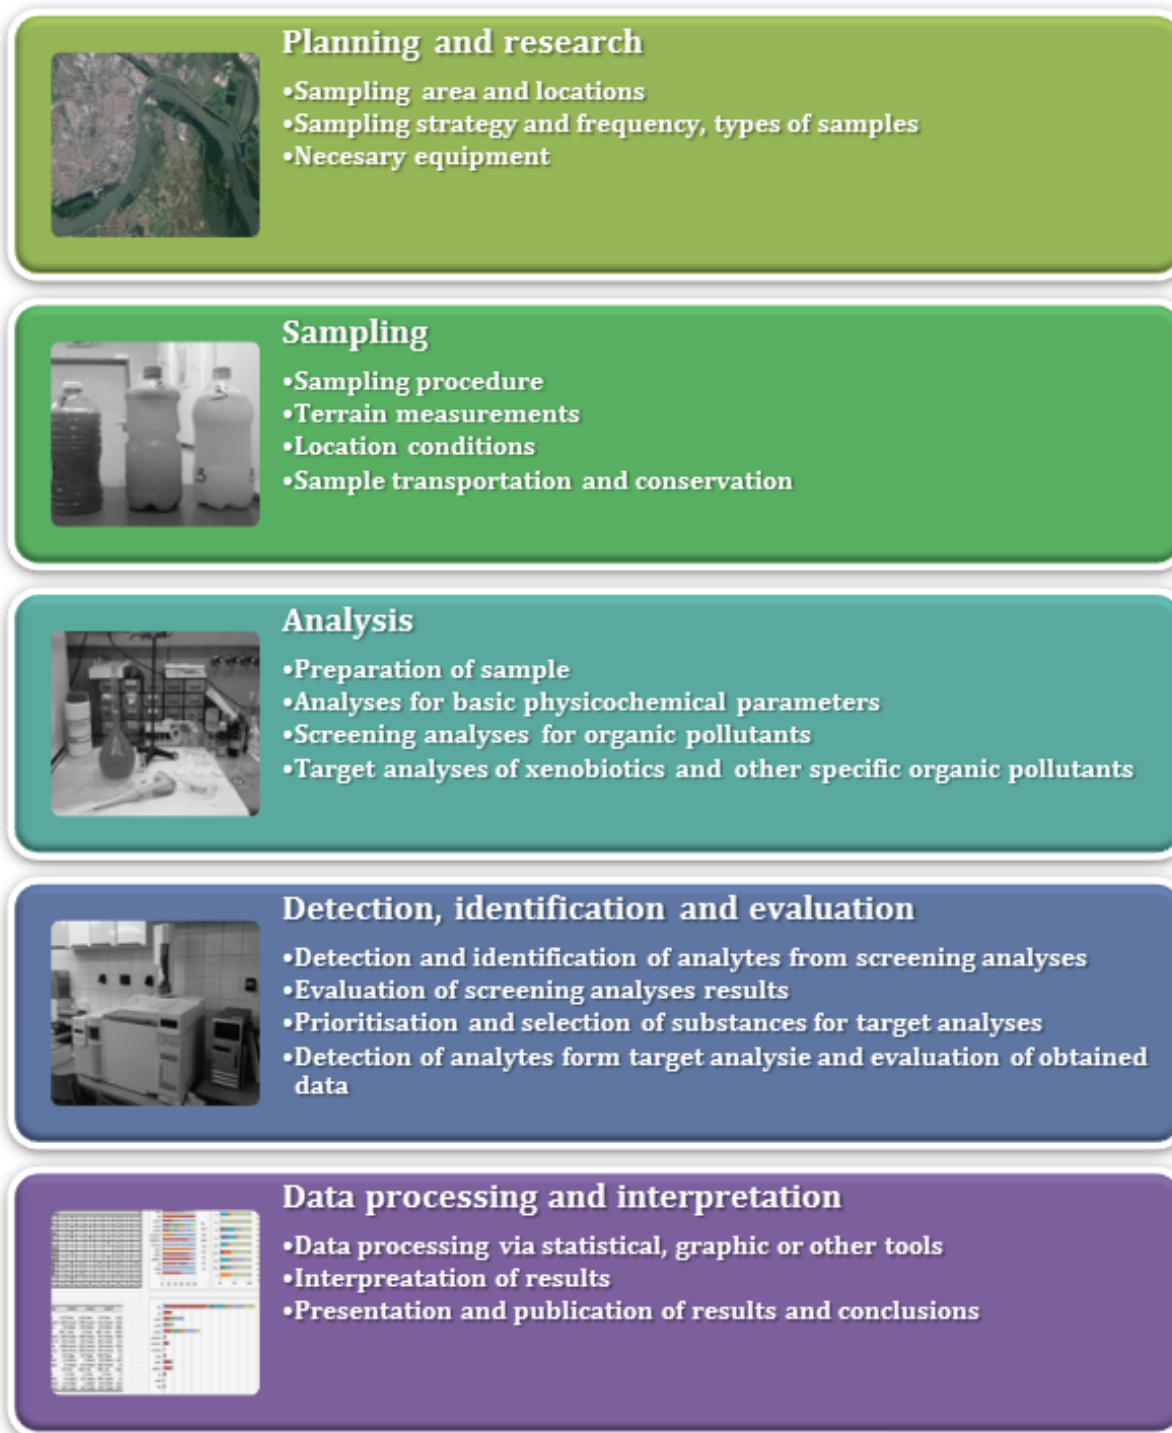 Planning and research
•Sampling area and locations
•Sampling strategy and frequency, types of samples
•Necesary equipment
Sampling
•Sampling procedure
•Terrain measurements
•Location conditions
•Sample transportation and conservation
Analysis
•Preparation of sample
•Analyses for basic physicochemical parameters
•Screening analyses for organic pollutants
•Target analyses of xenobiotics and other specific organic pollutants
Detection, identification and evaluation
•Detection and identification of analytes from screening analyses
•Evaluation of screening analyses results
•Prioritisation and selection of substances for target analyses
•Detection of analytes form target analysie and evaluation of obtained
data
Data processing and interpretation
•Data processing via statistical, graphic or other tools
•Interpreatation of results
•Presentation and publication of results and conclusions